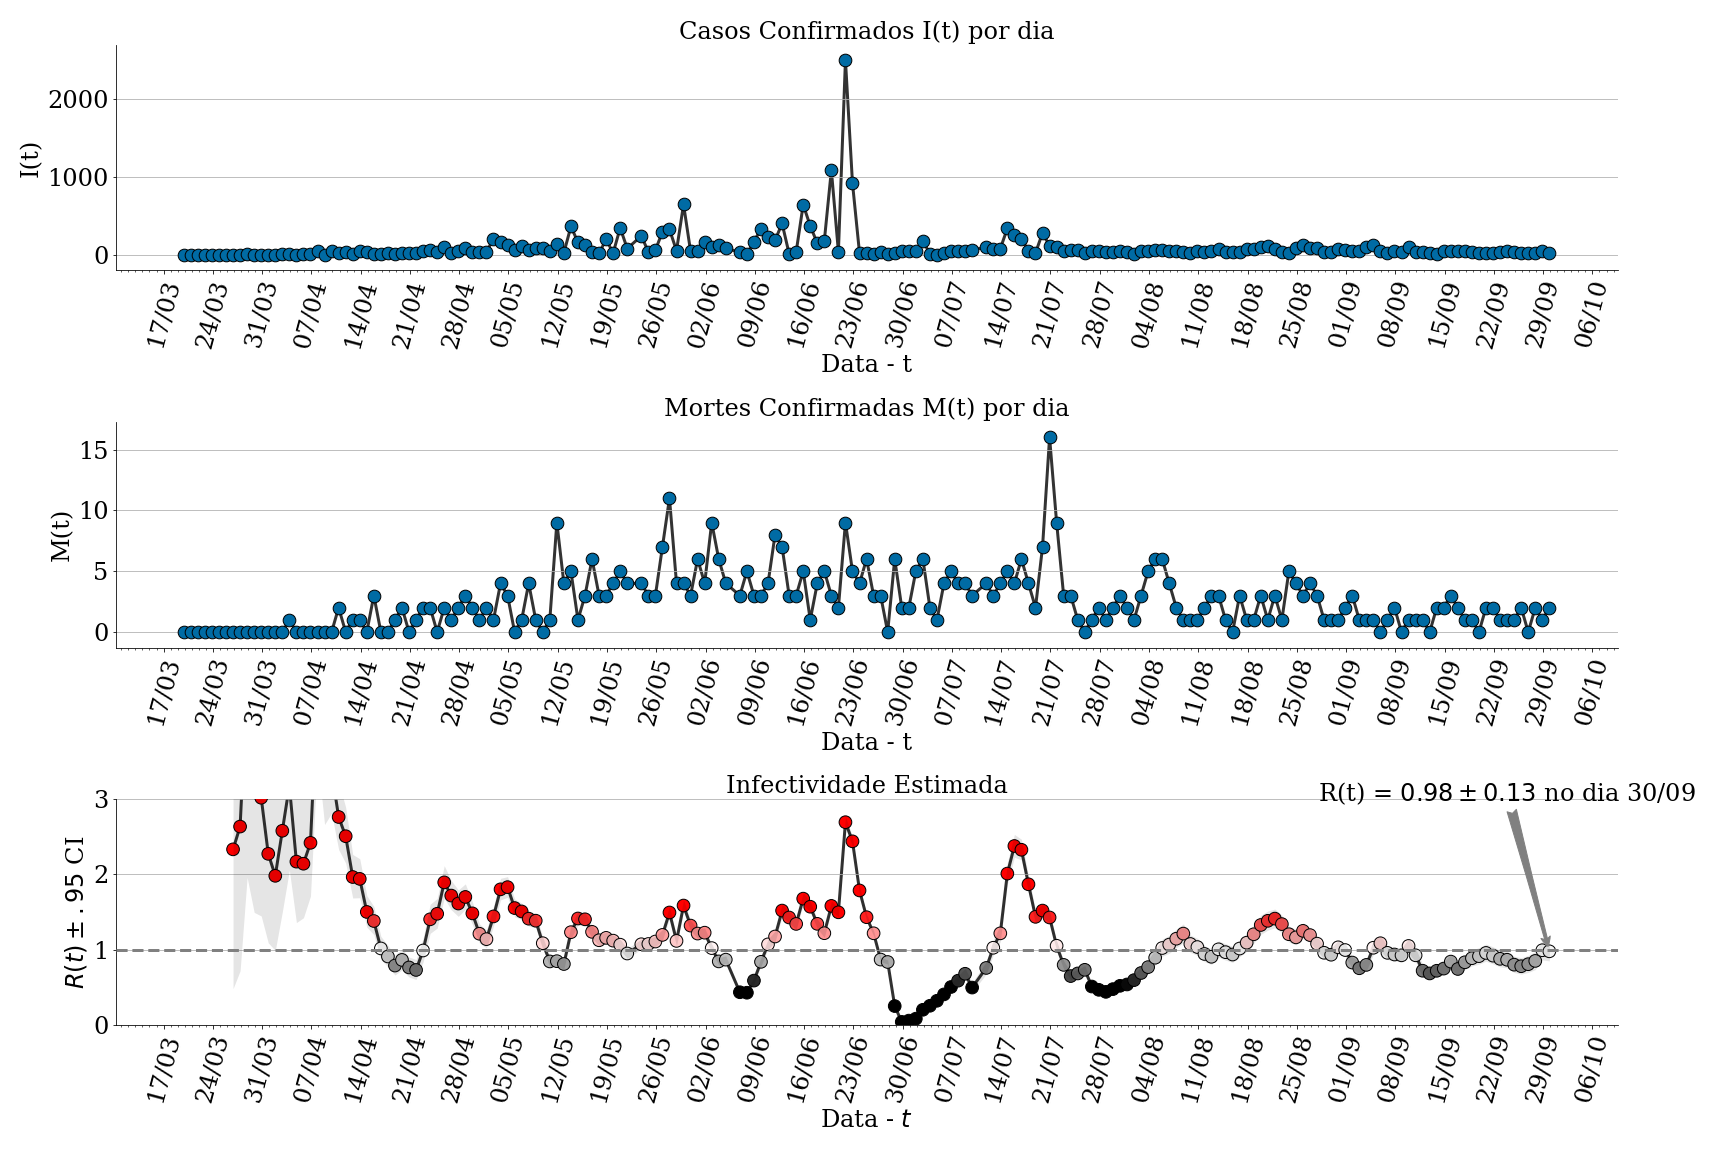 Casos Confirmados I(t) por dia
I(t)
2000
1000
0
17/03 24/03 31/03 07/04 14/04 21/04 28/04 05/05 12/05 19/05 26/05 02/06 09/06 16/06 23/06 30/06 07/07 14/07 21/07 28/07 04/08 11/08 18/08 25/08 01/09 08/09 15/09 22/09 29/09 06/10
Data - t
Mortes Confirmadas M(t) por dia
M(t)
15
10
5
0
17/03 24/03 31/03 07/04 14/04 21/04 28/04 05/05 12/05 19/05 26/05 02/06 09/06 16/06 23/06 30/06 07/07 14/07 21/07 28/07 04/08 11/08 18/08 25/08 01/09 08/09 15/09 22/09 29/09 06/10
Data - t
Infectividade Estimada
R(t) = 0.98 ± 0.13 no dia 30/09
R(t) ± .95 CI
3
2
1
0
17/03 24/03 31/03 07/04 14/04 21/04 28/04 05/05 12/05 19/05 26/05 02/06 09/06 16/06 23/06 30/06 07/07 14/07 21/07 28/07 04/08 11/08 18/08 25/08 01/09 08/09 15/09 22/09 29/09 06/10
Data - t